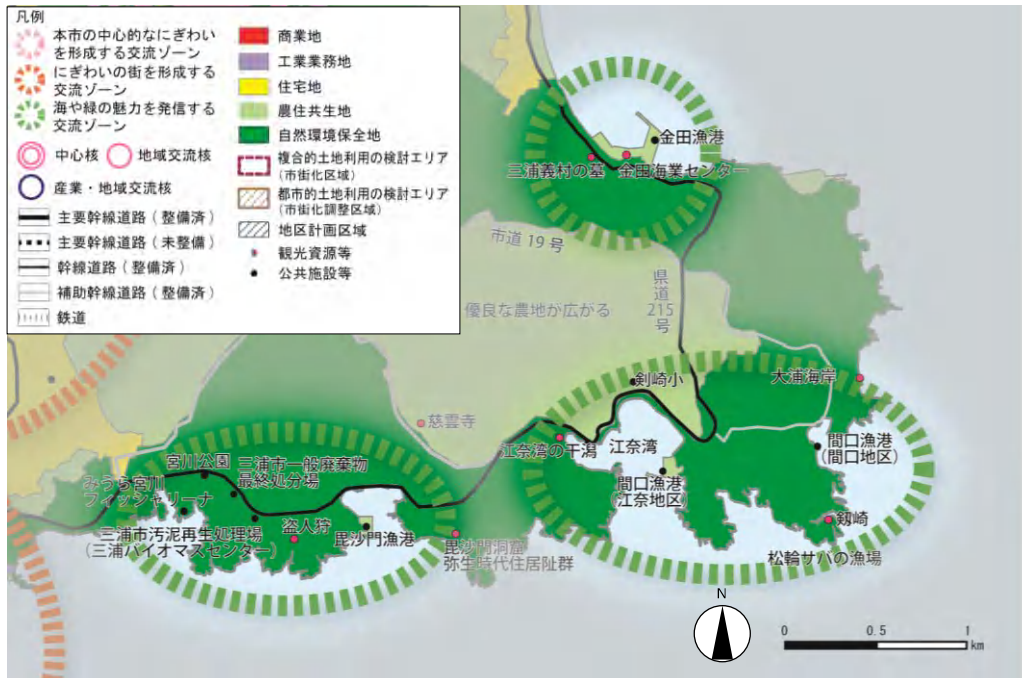 凡例
本市の中心的なにぎわい
を形成する交流ゾーン
にぎわいの街を形成する
交流ゾーン
海や緑の魅力を発信する
交流ゾーン
中心核
地域交流核
産業・地域交流核
主要幹線道路(整備済)
主要幹線道路(未整備)
幹線道路(整備済)
補助幹線道路(整備済)
鉄道
商業地
工業業務地
住宅地
農住共生地
自然環境保全地
複合的土地利用の検討エリア
(市街化区域)
都市的土地利用の検討エリア
(市街化調整区域)
地区計画区域
観光資源等
公共施設等
金田漁港
三浦義村の墓
金田海業センター
市道19号
県道
215
号
優良な農地が広がる
剣崎小
大浦海岸
慈雲寺
江奈湾の干潟
江奈湾
間口漁港
(間口地区)
間口漁港
(江奈地区)
宮川公園
三浦市一般廃棄物
最終処分場
みうら宮川
フィッシャリーナ
三浦市汚泥再生処理場
(三浦バイオマスセンター)
盗人狩
毘沙門漁港
毘沙門洞窟
弥生時代住居趾群
剱崎
松輪サバの漁場
N
0
0.5
1
km